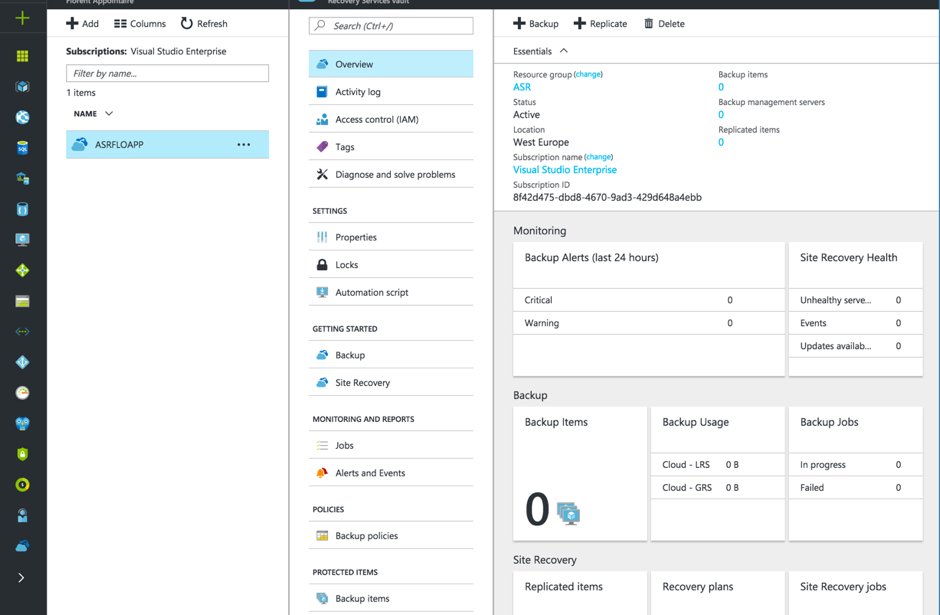 Florent Appointaire
Recovery Services vault
Add Columns Refresh
Subscriptions: Visual Studio Enterprise
Filter by name...
1 items
NAME
ASRFLOAPP
...
Search (Ctrl+/)
Overview
Activity log
Access control (IAM)
Tags
Diagnose and solve problems
SETTINGS
Properties
Locks
Automation script
GETTING STARTED
Backup
Site Recovery
MONITORING AND REPORTS
Jobs
Alerts and Events
POLICIES
Backup policies
PROTECTED ITEMS
Backup items
Backup Replicate Delete
Essentials
Resource group (change)
ASR
Status
Active
Location
West Europe
Subscription name (change)
Visual Studio Enterprise
Subscription ID
8f42d475-dbd8-4670-9ad3-429d648a4ebb
Backup items
0
Backup management servers
0
Replicated items
0
Monitoring
Backup Alerts (last 24 hours)
Critical 0
Warning 0
Site Recovery Health
Unhealthy serve... 0
Events 0
Updates availab... 0
Backup
Backup Items
0
Backup Usage
Cloud - LRS 0 B
Cloud - GRS 0 B
Backup Jobs
In progress 0
Failed 0
Site Recovery
Replicated items
Recovery plans
Site Recovery jobs